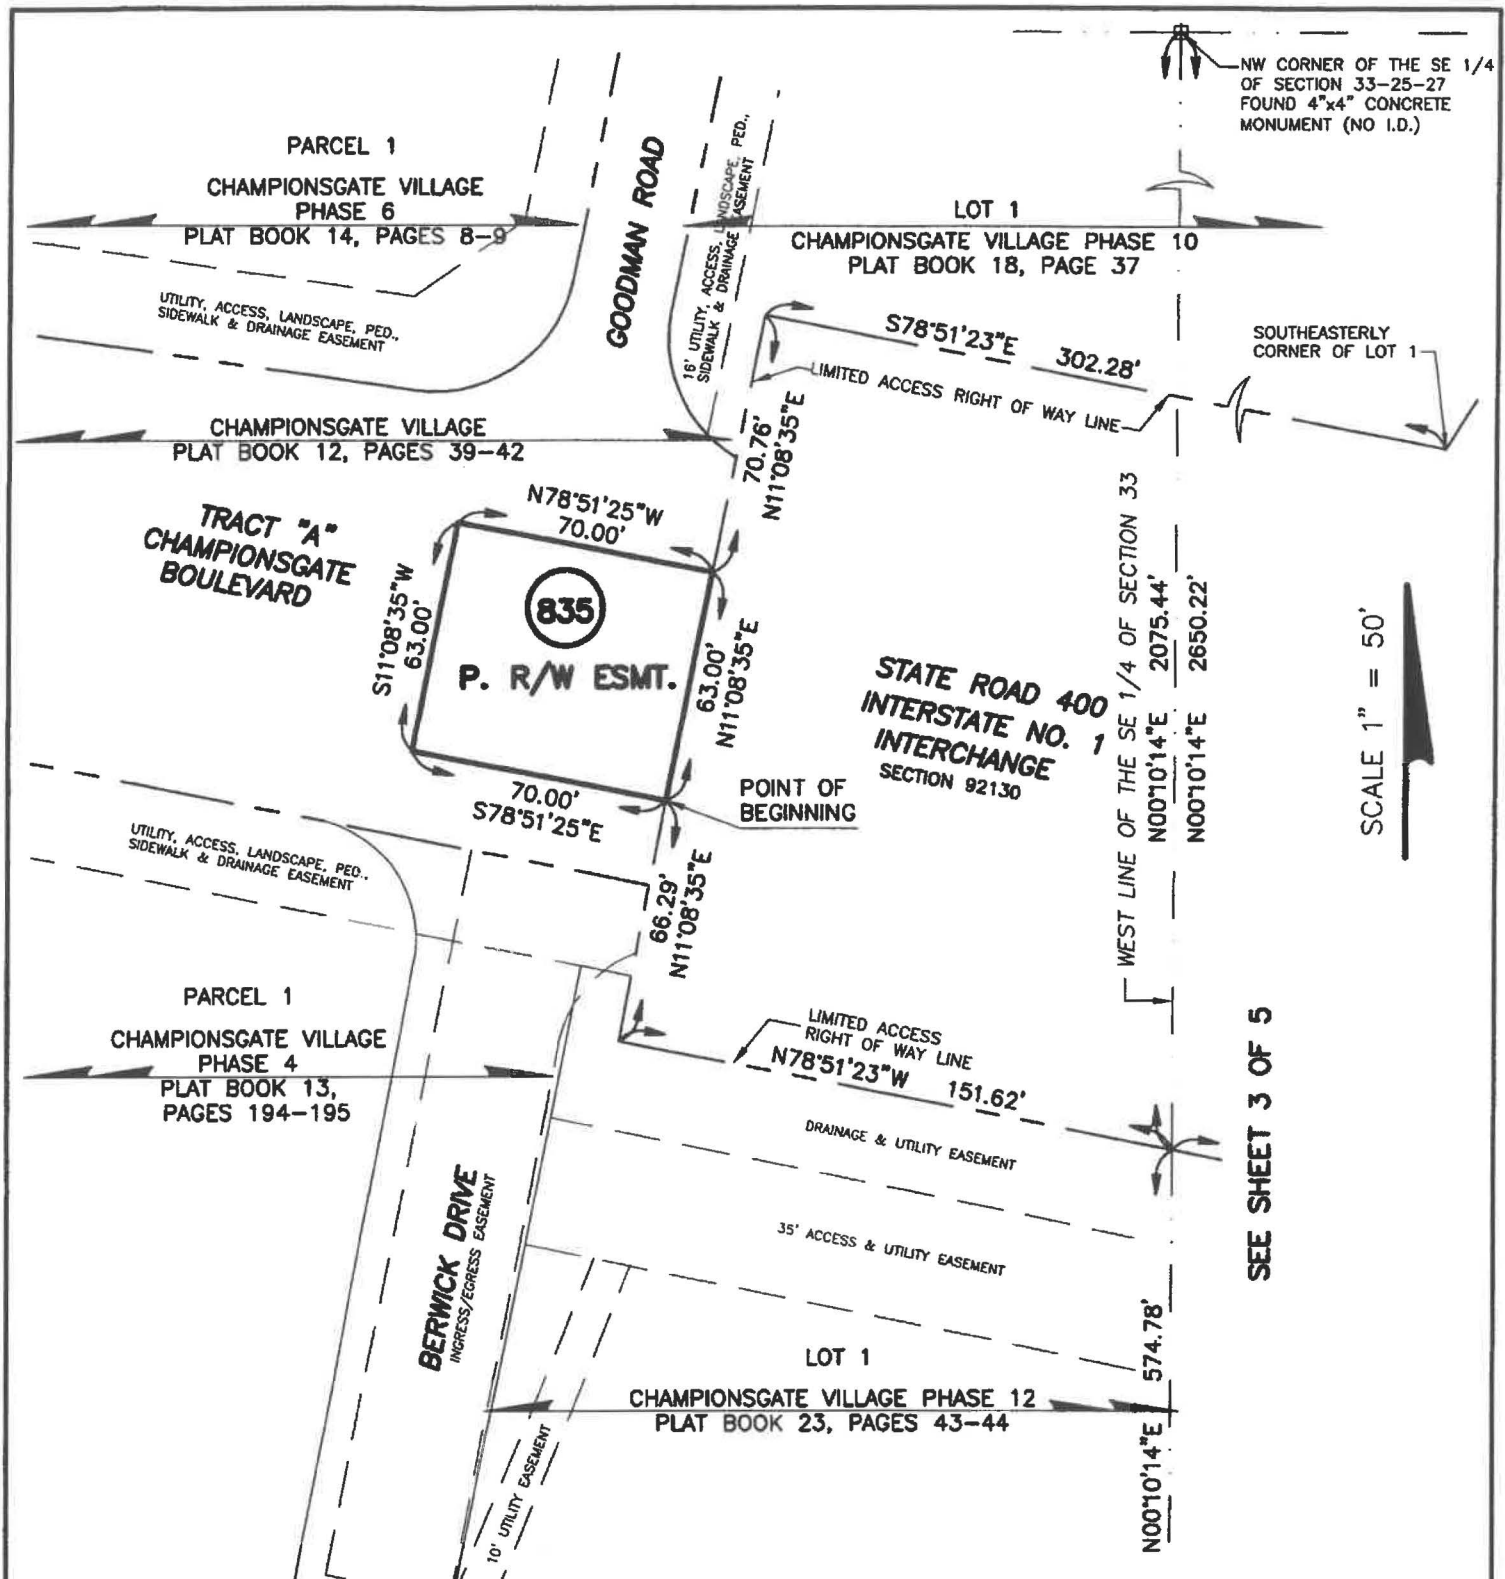 NW CORNER OF THE SE 1/4
OF SECTION 33-25-27
FOUND 4"x4" CONCRETE
MONUMENT (NO I.D.)
PARCEL 1
CHAMPIONSGATE VILLAGE
PHASE 6
PLAT BOOK 14, PAGES 8-9
UTILITY, ACCESS, LANDSCAPE, PED.,
SIDEWALK & DRAINAGE EASEMENT
GOODMAN ROAD
16' UTILITY, ACCESS, LANDSCAPE, PED.,
SIDEWALK & DRAINAGE EASEMENT
LOT 1
CHAMPIONSGATE VILLAGE PHASE 10
PLAT BOOK 18, PAGE 37
S78°51'23"E 302.28'
LIMITED ACCESS RIGHT OF WAY LINE
SOUTHEASTERLY
CORNER OF LOT 1
CHAMPIONSGATE VILLAGE
PLAT BOOK 12, PAGES 39-42
70.76'
N11°08'35"E
TRACT "A"
CHAMPIONSGATE
BOULEVARD
N78°51'25"W
70.00'
S11°08'35"W
63.00'
835
P. R/W ESMT.
63.00'
N11°08'35"E
70.00'
S78°51'25"E
POINT OF
BEGINNING
STATE ROAD 400
INTERSTATE NO. 1
INTERCHANGE
SECTION 92130
WEST LINE OF THE SE 1/4 OF SECTION 33
N00°10'14"E 2075.44'
N00°10'14"E 2650.22'
SCALE 1" = 50'
UTILITY, ACCESS, LANDSCAPE, PED.,
SIDEWALK & DRAINAGE EASEMENT
66.29'
N11°08'35"E
PARCEL 1
CHAMPIONSGATE VILLAGE
PHASE 4
PLAT BOOK 13,
PAGES 194-195
LIMITED ACCESS
RIGHT OF WAY LINE
N78°51'23"W 151.62'
DRAINAGE & UTILITY EASEMENT
35' ACCESS & UTILITY EASEMENT
SEE SHEET 3 OF 5
BERWICK DRIVE
INGRESS/EGRESS EASEMENT
LOT 1
CHAMPIONSGATE VILLAGE PHASE 12
PLAT BOOK 23, PAGES 43-44
10' UTILITY EASEMENT
N00°10'14"E 574.78'